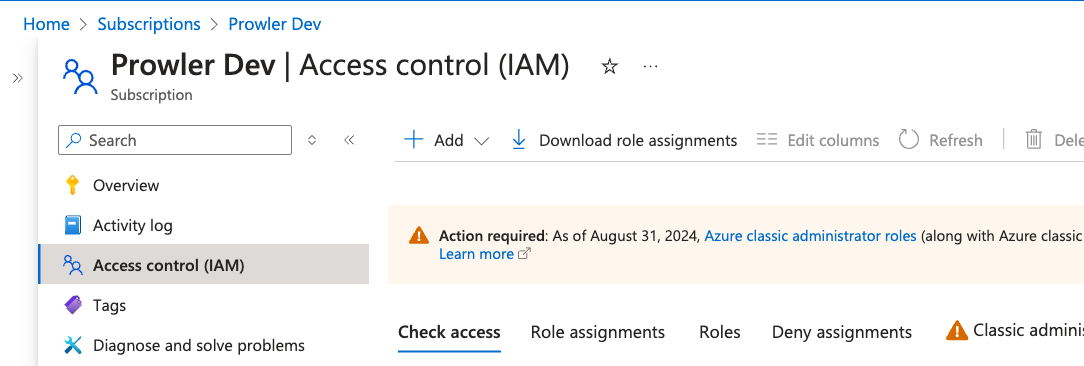 Home > Subscriptions > Prowler Dev
Prowler Dev | Access control (IAM)
Subscription
Search
Add
Download role assignments
Edit columns
Refresh
Dele
Overview
Activity log
Access control (IAM)
Tags
Diagnose and solve problems
Action required: As of August 31, 2024, Azure classic administrator roles (along with Azure classic
Learn more
Check access
Role assignments
Roles
Deny assignments
Classic adminis